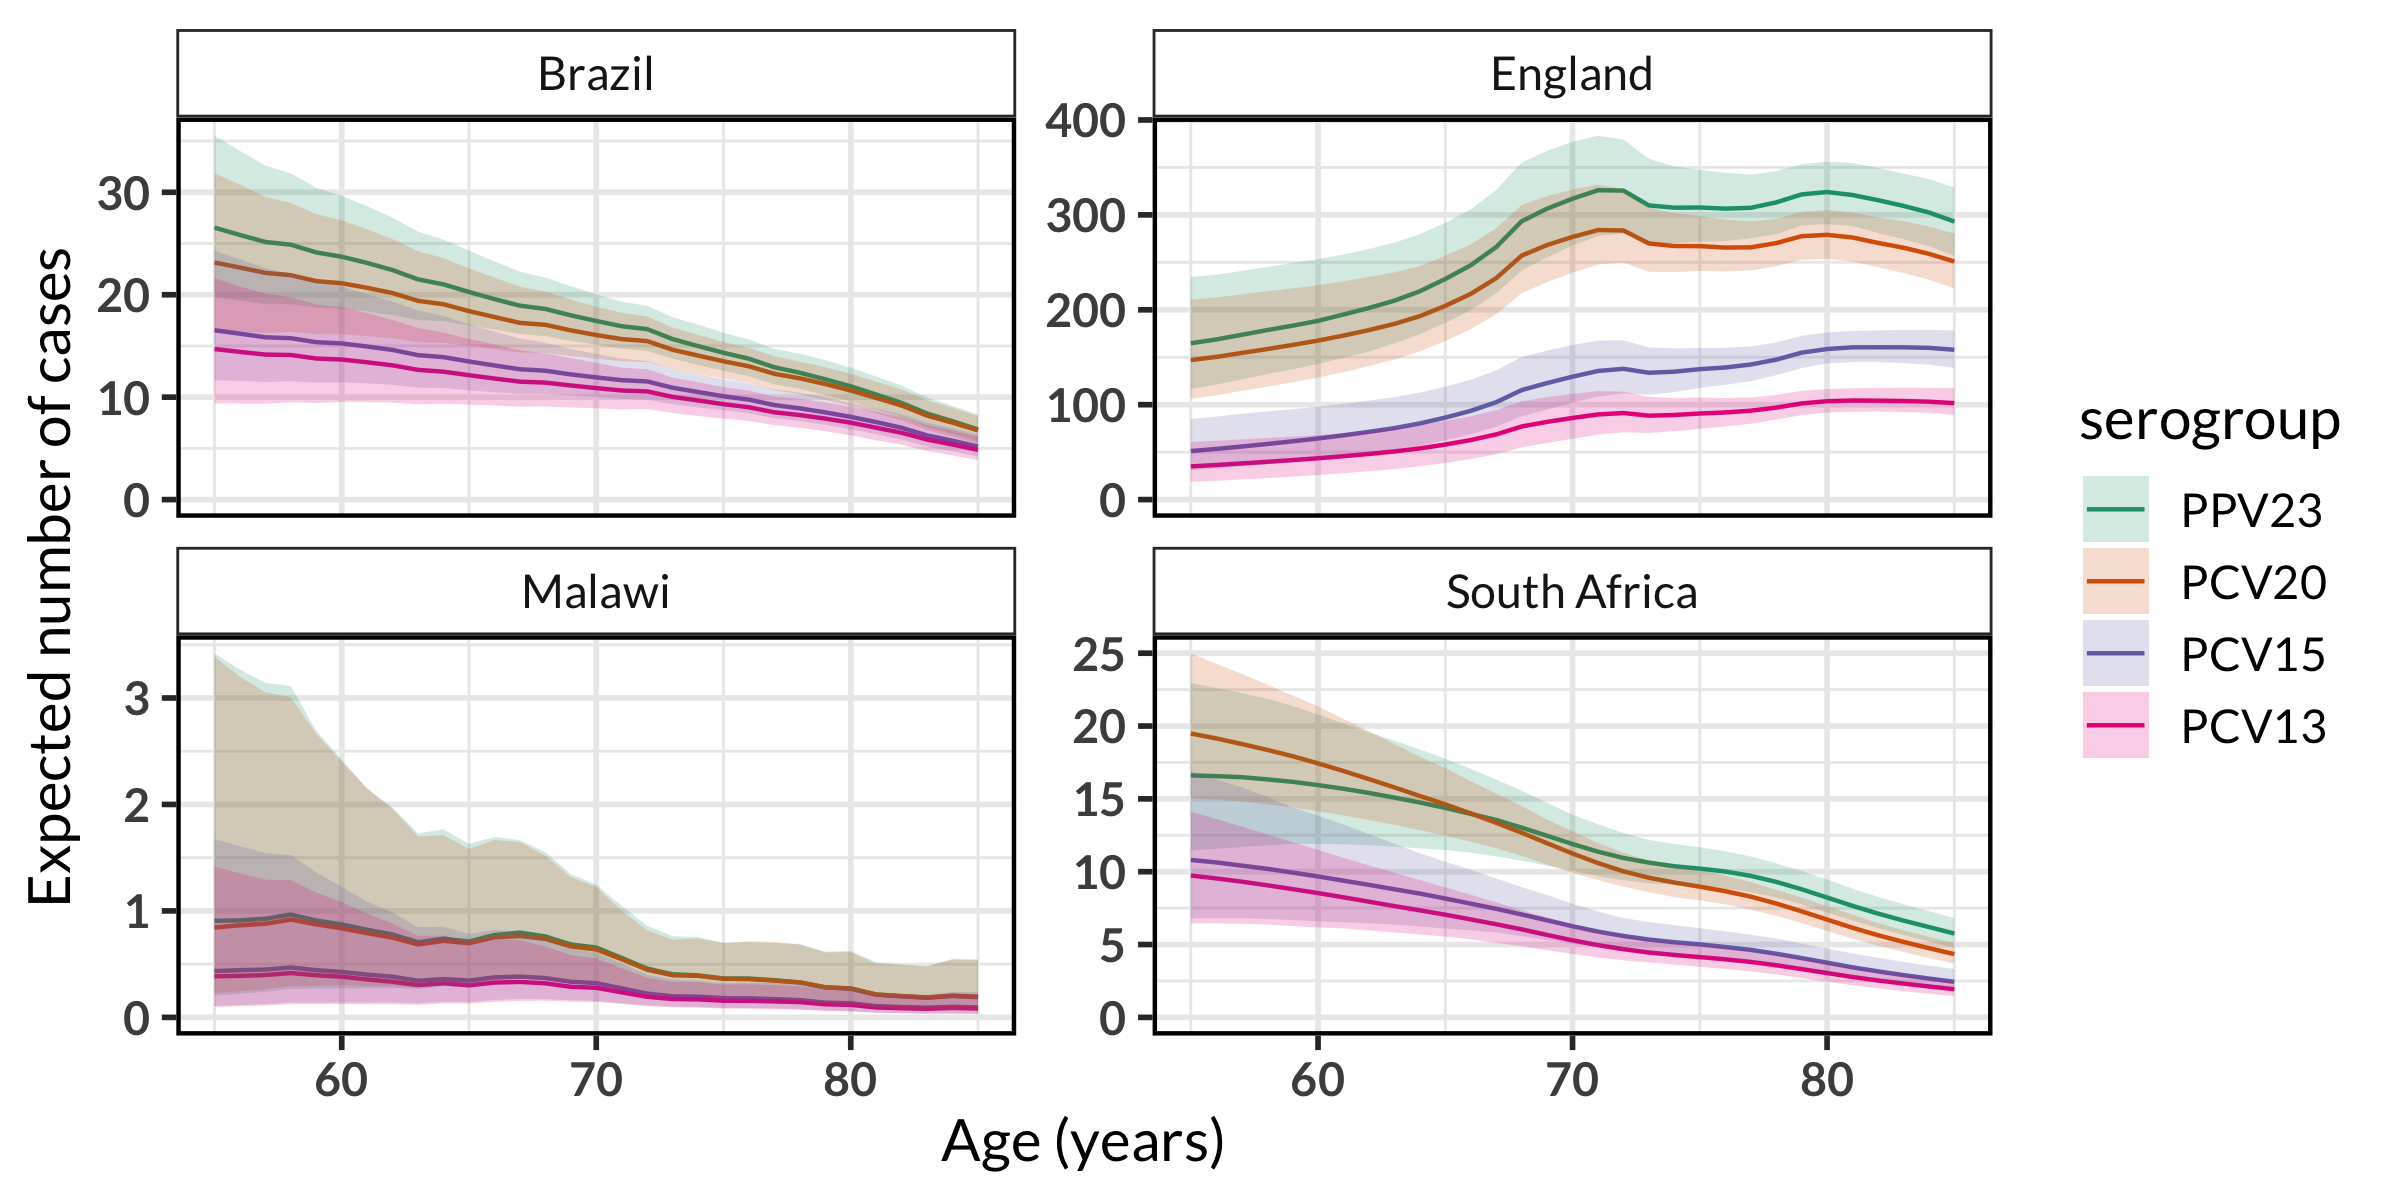 Brazil
England
Expected number of cases
30
20
10
0
400
300
200
100
0
Malawi
South Africa
3
2
1
0
25
20
15
10
5
0
60
70
80
60
70
80
Age (years)
serogroup
PPV23
PCV20
PCV15
PCV13